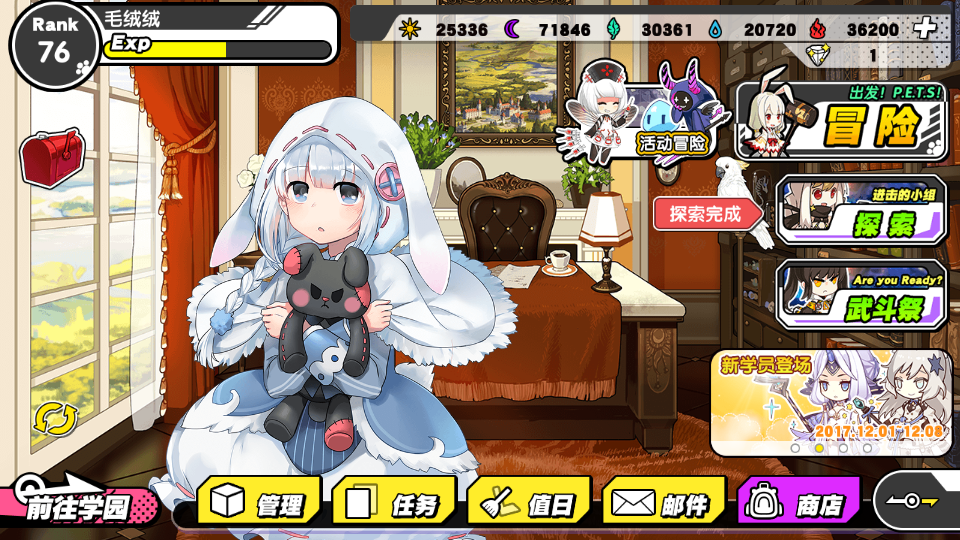 Rank
76
毛绒绒
Exp
25336
71846
30361
20720
36200
1
出发！P.E.T.S!
冒险
活动冒险
进击的小组
探索
探索完成
Are you Ready?
武斗祭
新学员登场
2017.12.01-12.08
前往学园
管理
任务
值日
邮件
商店